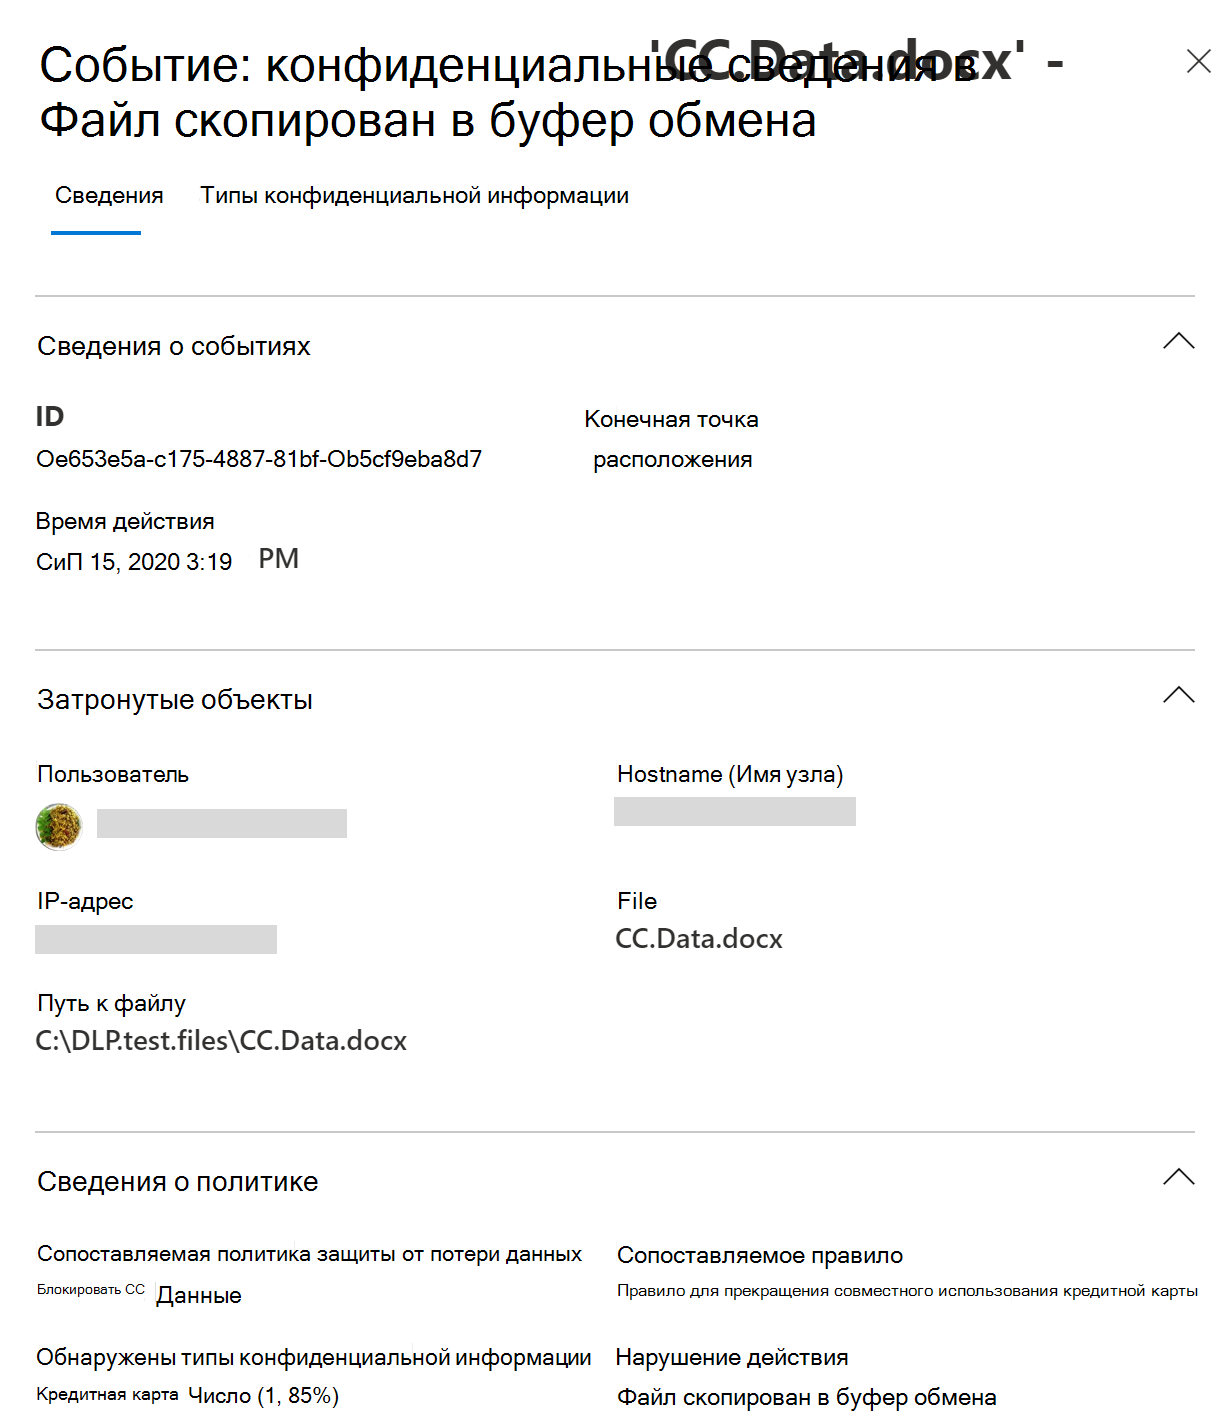 Событие: конфиденциальные сведения в 'CC.Data.docx' -
Файл скопирован в буфер обмена
Сведения Типы конфиденциальной информации
Сведения о событиях
ID
Oe653e5a-c175-4887-81bf-Ob5cf9eba8d7
Конечная точка
расположения
Время действия
СиП 15, 2020 3:19 PM
Затронутые объекты
Пользователь
Hostname (Имя узла)
IP-адрес
File
CC.Data.docx
Путь к файлу
C:\DLP.test.files\CC.Data.docx
Сведения о политике
Сопоставляемая политика защиты от потери данных
Блокировать СС Данные
Сопоставляемое правило
Правило для прекращения совместного использования кредитной карты
Обнаружены типы конфиденциальной информации
Кредитная карта Число (1, 85%)
Нарушение действия
Файл скопирован в буфер обмена